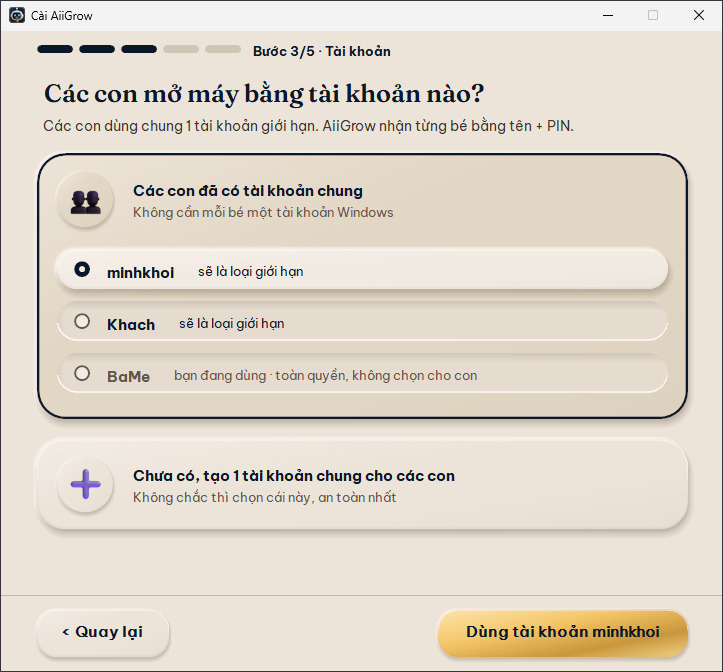 Cài AiiGrow
Bước 3/5 · Tài khoản
Các con mở máy bằng tài khoản nào?
Các con dùng chung 1 tài khoản giới hạn. AiiGrow nhận từng bé bằng tên + PIN.
Các con đã có tài khoản chung
Không cần mỗi bé một tài khoản Windows
minhkhoi sẽ là loại giới hạn
Khach sẽ là loại giới hạn
BaMe bạn đang dùng · toàn quyền, không chọn cho con
Chưa có, tạo 1 tài khoản chung cho các con
Không chắc thì chọn cái này, an toàn nhất
‹ Quay lại
Dùng tài khoản minhkhoi